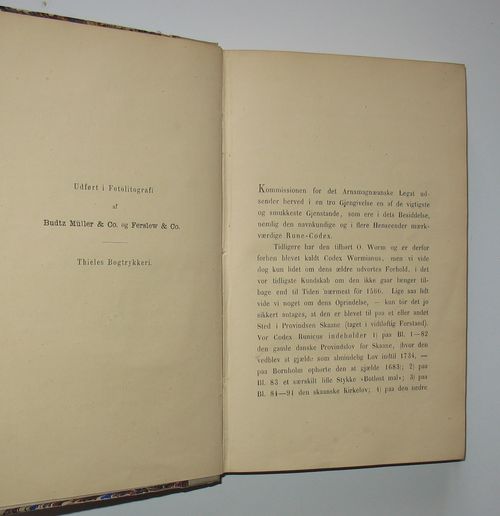 Udført i Fotolitografi
af
Budtz Müller & Co. og Ferslew & Co.
Thieles Bogtrykkeri.
Kommissionen for det Arnamagnæanske Legat ud-
sender herved i en tro Gjengivelse en af de vigtigste
og smukkeste Gjenstande, som ere i dets Besiddelse,
nemlig den navnkundige og i flere Henseender mærk-
værdige Rune-Codex.
Tidligere har den tilhørt O. Worm og er derfor
forhen blevet kaldt Codex Wormianus, men vi vide
dog kun lidet om dens ældre udvortes Forhold, i det
vor tidligste Kundskab om den ikke gaar længer til-
bage end til Tiden nærmest før 1566. Lige saa lidt
vide vi noget om dens Oprindelse, — kun tør det jo
sikkert antages, at den er blevet til paa et eller andet
Sted i Provindsen Skaane (taget i vidtløftig Forstand).
Vor Codex Runicus indeholder 1) paa Bl. 1—82
den gamle danske Provindslov for Skaane, (hvor den
vedblev at gjælde som almindelig Lov indtil 1734, —
paa Bornholm ophørte den at gjælde 1683); 2) paa
Bl. 83 et særskilt lille Stykke «Bothost mal»; 3) paa
Bl. 84—91 den skaanske Kirkelov; 4) paa den nedre